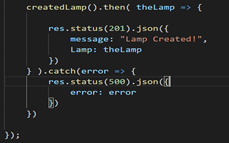 createdLamp().then( theLamp => {
res.status(201).json({
message: "Lamp Created!",
Lamp: theLamp
})
} ).catch(error => {
res.status(500).json({
error: error
})
})
});